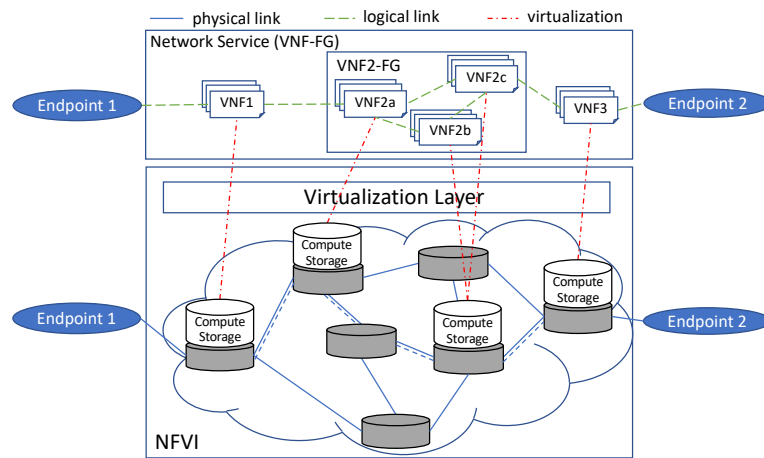 physical link
logical link
virtualization
Network Service (VNF-FG)
VNF2-FG
Endpoint 1
VNF1
VNF2a
VNF2c
VNF2b
VNF3
Endpoint 2
Virtualization Layer
Compute
Storage
Compute
Storage
Compute
Storage
Compute
Storage
Endpoint 1
Endpoint 2
NFVI